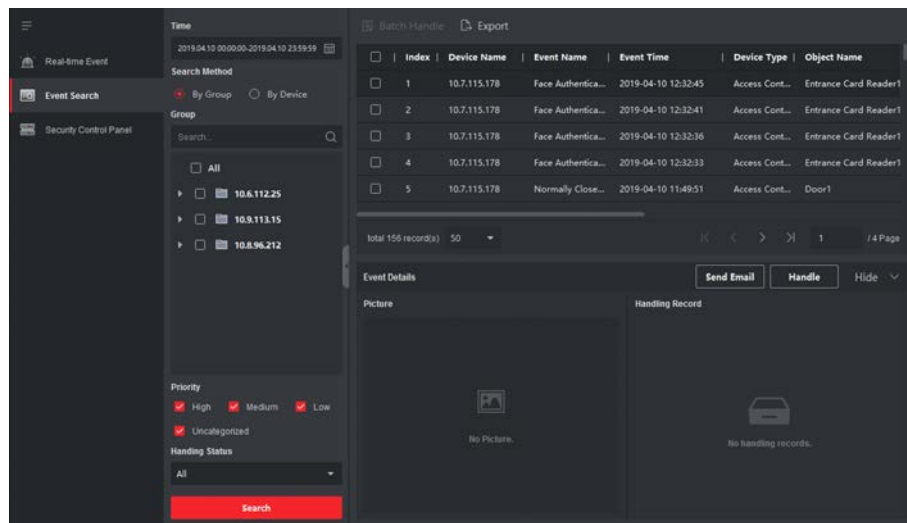 Real-time Event
Event Search
Security Control Panel
Time
2019.04.10 00:00:00-2019.04.10 23:59:59
Search Method
By Group By Device
Group
Search...
All
10.6.112.25
10.9.113.15
10.8.96.212
Priority
High Medium Low
Uncategorized
Handing Status
All
Search
Batch Handle Export
Index Device Name Event Name Event Time Device Type Object Name
1 10.7.115.178 Face Authentica... 2019-04-10 12:32:45 Access Cont... Entrance Card Reader1
2 10.7.115.178 Face Authentica... 2019-04-10 12:32:41 Access Cont... Entrance Card Reader1
3 10.7.115.178 Face Authentica... 2019-04-10 12:32:36 Access Cont... Entrance Card Reader1
4 10.7.115.178 Face Authentica... 2019-04-10 12:32:33 Access Cont... Entrance Card Reader1
5 10.7.115.178 Normally Close... 2019-04-10 11:49:51 Access Cont... Door1
total 156 record(s) 50 1 / 4 Page
Event Details Send Email Handle Hide
Picture Handling Record
No Picture.
No handling records.